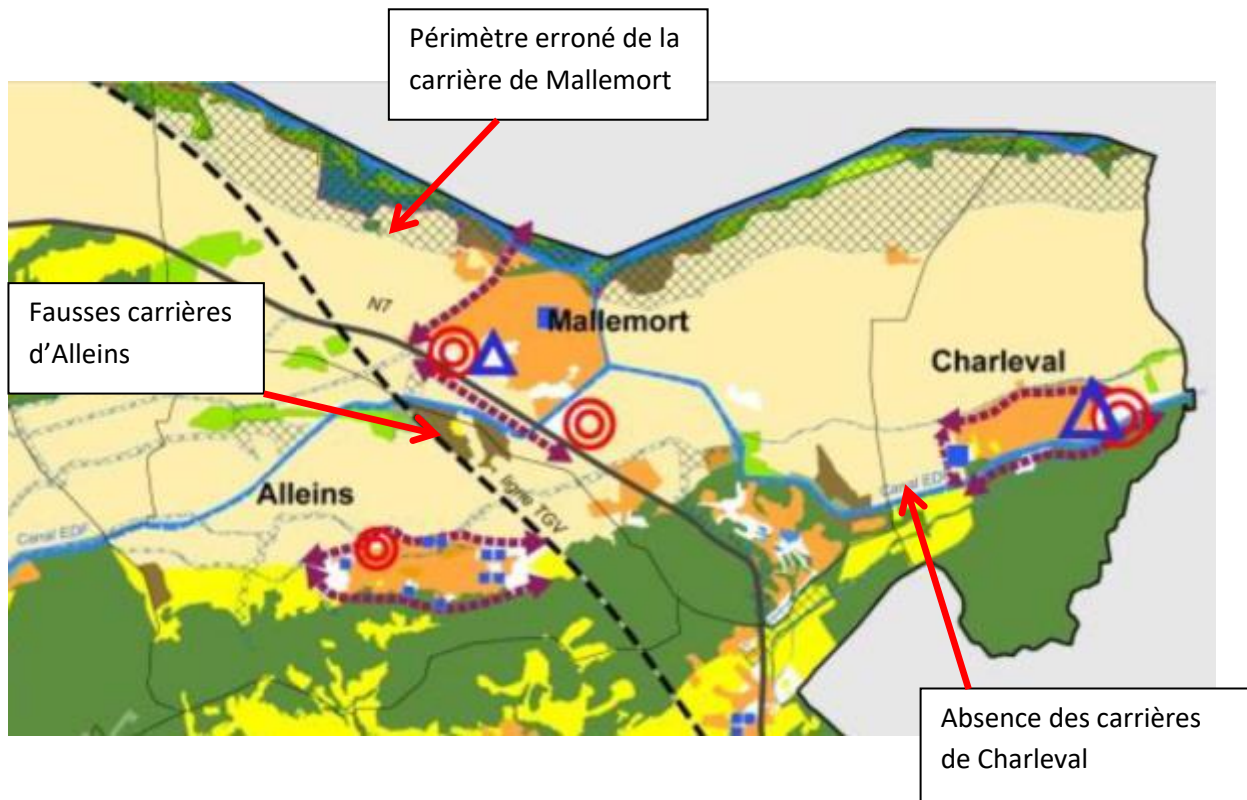 Périmètre erroné de la
carrière de Mallemort
Fausses carrières
d’Alleins
N7
Mallemort
Charleval
Alleins
ligne TGV
Canal EDF
Canal EDF
Absence des carrières
de Charleval